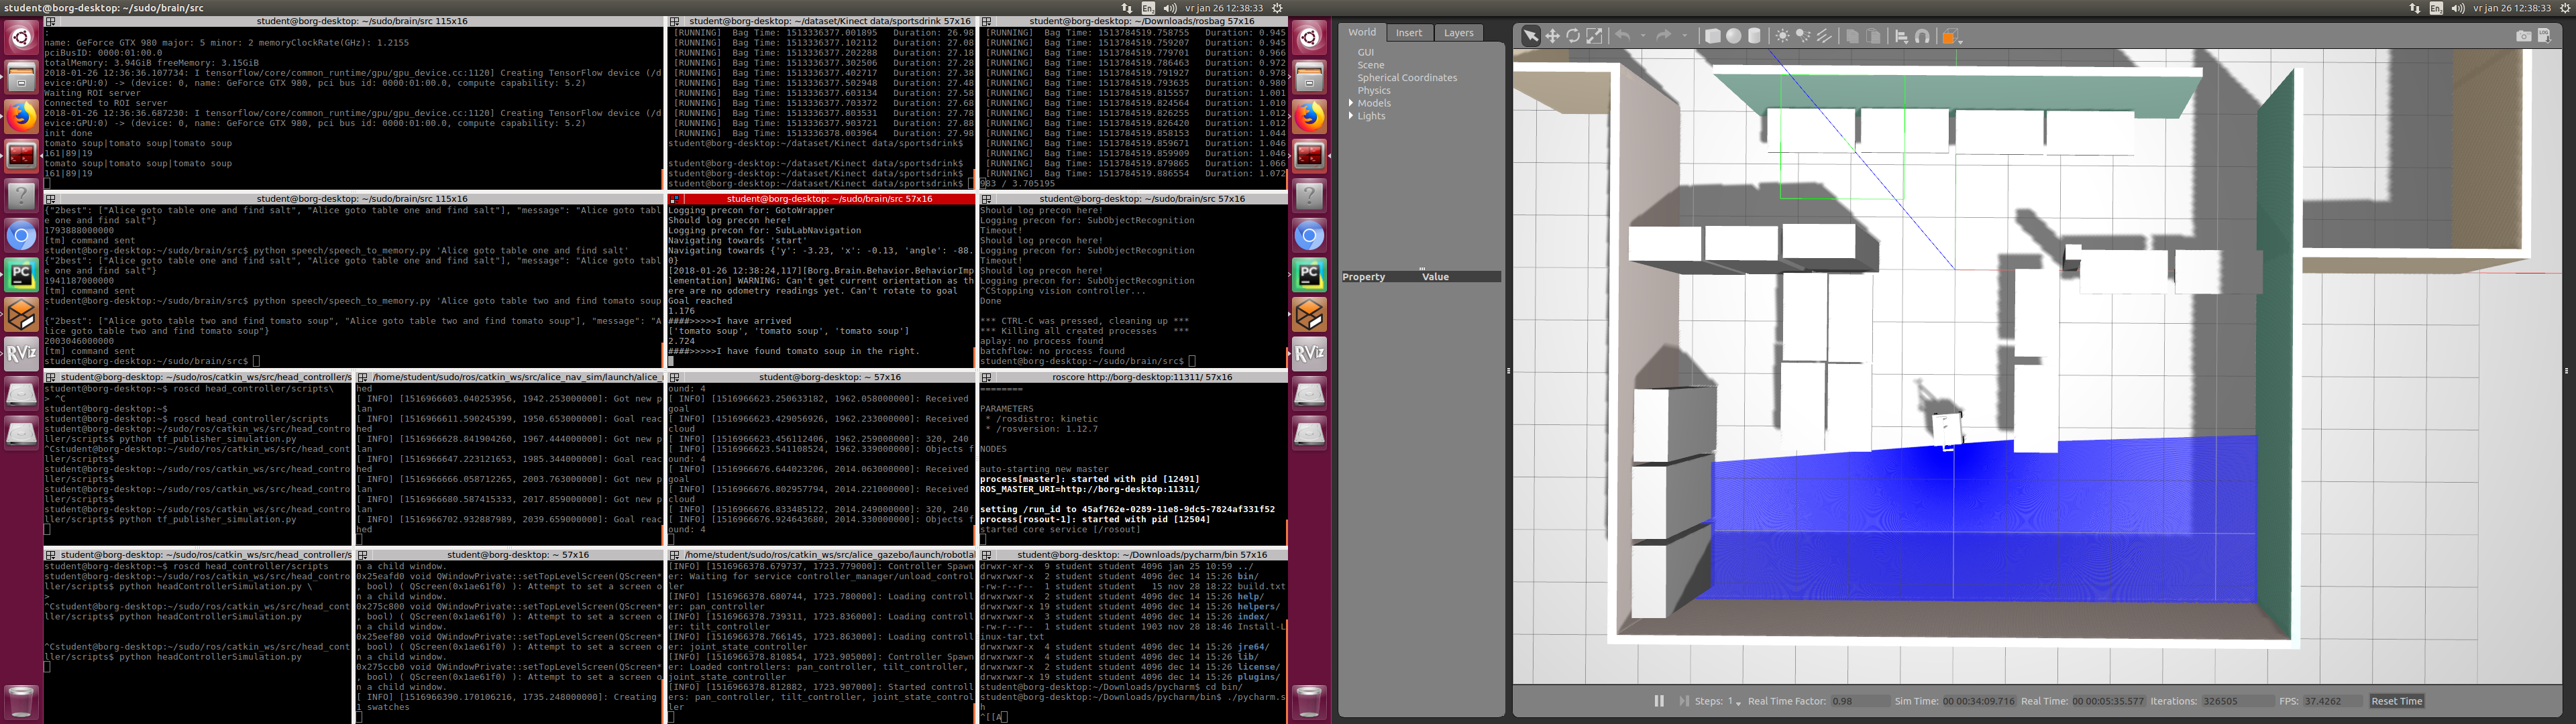 student@borg-desktop: ~/sudo/brain/src
vr jan 26 12:38:33
vr jan 26 12:38:33
student@borg-desktop: ~/sudo/brain/src 115x16
:
name: GeForce GTX 980 major: 5 minor: 2 memoryClockRate(GHz): 1.2155
pciBusID: 0000:01:00.0
totalMemory: 3.94GiB freeMemory: 3.15GiB
2018-01-26 12:36:36.107734: I tensorflow/core/common_runtime/gpu/gpu_device.cc:1120] Creating TensorFlow device (/d
evice:GPU:0) -> (device: 0, name: GeForce GTX 980, pci bus id: 0000:01:00.0, compute capability: 5.2)
Waiting ROI server
Connected to ROI server
2018-01-26 12:36:36.687230: I tensorflow/core/common_runtime/gpu/gpu_device.cc:1120] Creating TensorFlow device (/d
evice:GPU:0) -> (device: 0, name: GeForce GTX 980, pci bus id: 0000:01:00.0, compute capability: 5.2)
init done
tomato soup|tomato soup|tomato soup
161|89|19
tomato soup|tomato soup|tomato soup
161|89|19
student@borg-desktop: ~/dataset/Kinect data/sportsdrink 57x16
[RUNNING]  Bag Time: 1513336377.001895   Duration: 26.98
[RUNNING]  Bag Time: 1513336377.102112   Duration: 27.08
[RUNNING]  Bag Time: 1513336377.202288   Duration: 27.18
[RUNNING]  Bag Time: 1513336377.302506   Duration: 27.28
[RUNNING]  Bag Time: 1513336377.402717   Duration: 27.38
[RUNNING]  Bag Time: 1513336377.502948   Duration: 27.48
[RUNNING]  Bag Time: 1513336377.603134   Duration: 27.58
[RUNNING]  Bag Time: 1513336377.703372   Duration: 27.68
[RUNNING]  Bag Time: 1513336377.803531   Duration: 27.78
[RUNNING]  Bag Time: 1513336377.903721   Duration: 27.88
[RUNNING]  Bag Time: 1513336378.003964   Duration: 27.98
student@borg-desktop:~/dataset/Kinect data/sportsdrink$
student@borg-desktop:~/dataset/Kinect data/sportsdrink$
student@borg-desktop:~/dataset/Kinect data/sportsdrink$
student@borg-desktop:~/dataset/Kinect data/sportsdrink$
student@borg-desktop: ~/Downloads/rosbag 57x16
[RUNNING]  Bag Time: 1513784519.758755   Duration: 0.945
[RUNNING]  Bag Time: 1513784519.759207   Duration: 0.945
[RUNNING]  Bag Time: 1513784519.779701   Duration: 0.966
[RUNNING]  Bag Time: 1513784519.786463   Duration: 0.972
[RUNNING]  Bag Time: 1513784519.791927   Duration: 0.978
[RUNNING]  Bag Time: 1513784519.793635   Duration: 0.980
[RUNNING]  Bag Time: 1513784519.815557   Duration: 1.001
[RUNNING]  Bag Time: 1513784519.824564   Duration: 1.010
[RUNNING]  Bag Time: 1513784519.826255   Duration: 1.012
[RUNNING]  Bag Time: 1513784519.826420   Duration: 1.012
[RUNNING]  Bag Time: 1513784519.858153   Duration: 1.044
[RUNNING]  Bag Time: 1513784519.859671   Duration: 1.046
[RUNNING]  Bag Time: 1513784519.859909   Duration: 1.046
[RUNNING]  Bag Time: 1513784519.879865   Duration: 1.066
[RUNNING]  Bag Time: 1513784519.886554   Duration: 1.072
983 / 3.705195
student@borg-desktop: ~/sudo/brain/src 115x16
{"2best": ["Alice goto table one and find salt", "Alice goto table one and find salt"], "message": "Alice goto tabl
e one and find salt"}
1793888000000
[tm] command sent
student@borg-desktop:~/sudo/brain/src$ python speech/speech_to_memory.py 'Alice goto table one and find salt'
{"2best": ["Alice goto table one and find salt", "Alice goto table one and find salt"], "message": "Alice goto tabl
e one and find salt"}
1941187000000
[tm] command sent
student@borg-desktop:~/sudo/brain/src$ python speech/speech_to_memory.py 'Alice goto table two and find tomato soup
'
{"2best": ["Alice goto table two and find tomato soup", "Alice goto table two and find tomato soup"], "message": "A
lice goto table two and find tomato soup"}
2003046000000
[tm] command sent
student@borg-desktop:~/sudo/brain/src$
student@borg-desktop: ~/sudo/brain/src 57x16
Logging precon for: GotoWrapper
Should log precon here!
Logging precon for: SubLabNavigation
Navigating towards 'start'
Navigating towards {'y': -3.23, 'x': -0.13, 'angle': -88.
0}
[2018-01-26 12:38:24,117][Borg.Brain.Behavior.BehaviorImp
lementation] WARNING: Can't get current orientation as th
ere are no odometry readings yet. Can't rotate to goal
Goal reached
1.176
####>>>>>I have arrived
['tomato soup', 'tomato soup', 'tomato soup']
2.724
####>>>>>I have found tomato soup in the right.
student@borg-desktop: ~/sudo/brain/src 57x16
Should log precon here!
Logging precon for: SubObjectRecognition
Timeout!
Should log precon here!
Logging precon for: SubObjectRecognition
Timeout!
Should log precon here!
Logging precon for: SubObjectRecognition
^CStopping vision controller...
Done
*** CTRL-C was pressed, cleaning up ***
*** Killing all created processes   ***
aplay: no process found
batchflow: no process found
student@borg-desktop:~/sudo/brain/src$
student@borg-desktop: ~/sudo/ros/catkin_ws/src/head_controller/s
student@borg-desktop:~$ roscd head_controller/scripts\
> ^C
student@borg-desktop:~$
student@borg-desktop:~$ roscd head_controller/scripts
student@borg-desktop:~/sudo/ros/catkin_ws/src/head_contro
ller/scripts$ python tf_publisher_simulation.py
^Cstudent@borg-desktop:~/sudo/ros/catkin_ws/src/head_cont
roller/scripts$
student@borg-desktop:~/sudo/ros/catkin_ws/src/head_contro
ller/scripts$
student@borg-desktop:~/sudo/ros/catkin_ws/src/head_contro
ller/scripts$ python tf_publisher_simulation.py
/home/student/sudo/ros/catkin_ws/src/alice_nav_sim/launch/alice_
hed
[ INFO] [1516966603.040253956, 1942.253000000]: Got new p
lan
[ INFO] [1516966611.590245399, 1950.653000000]: Goal reac
hed
[ INFO] [1516966628.841904260, 1967.444000000]: Got new p
lan
[ INFO] [1516966647.223121653, 1985.344000000]: Goal reac
hed
[ INFO] [1516966666.058712265, 2003.763000000]: Got new p
lan
[ INFO] [1516966680.587415333, 2017.859000000]: Got new p
lan
[ INFO] [1516966702.932887989, 2039.659000000]: Goal reac
hed
student@borg-desktop: ~ 57x16
ound: 4
[ INFO] [1516966623.250633182, 1962.058000000]: Received
goal
[ INFO] [1516966623.429056926, 1962.233000000]: Received
cloud
[ INFO] [1516966623.456112406, 1962.259000000]: 320, 240
[ INFO] [1516966623.541108524, 1962.339000000]: Objects f
ound: 4
[ INFO] [1516966676.644023206, 2014.063000000]: Received
goal
[ INFO] [1516966676.802957794, 2014.221000000]: Received
cloud
[ INFO] [1516966676.833485122, 2014.249000000]: 320, 240
[ INFO] [1516966676.924643680, 2014.330000000]: Objects f
ound: 4
roscore http://borg-desktop:11311/ 57x16
========
PARAMETERS
* /rosdistro: kinetic
* /rosversion: 1.12.7
NODES
auto-starting new master
process[master]: started with pid [12491]
ROS_MASTER_URI=http://borg-desktop:11311/
setting /run_id to 45af762e-0289-11e8-9dc5-7824af331f52
process[rosout-1]: started with pid [12504]
started core service [/rosout]
student@borg-desktop: ~/sudo/ros/catkin_ws/src/head_controller/s
student@borg-desktop:~$ roscd head_controller/scripts
student@borg-desktop:~/sudo/ros/catkin_ws/src/head_contro
ller/scripts$ python headControllerSimulation.py \
>
^Cstudent@borg-desktop:~/sudo/ros/catkin_ws/src/head_cont
roller/scripts$ python headControllerSimulation.py
^Cstudent@borg-desktop:~/sudo/ros/catkin_ws/src/head_cont
roller/scripts$ python headControllerSimulation.py
student@borg-desktop: ~ 57x16
n a child window.
0x25eafd0 void QWindowPrivate::setTopLevelScreen(QScreen*
, bool) ( QScreen(0x1ae61f0) ): Attempt to set a screen o
n a child window.
0x275c800 void QWindowPrivate::setTopLevelScreen(QScreen*
, bool) ( QScreen(0x1ae61f0) ): Attempt to set a screen o
n a child window.
0x25eef80 void QWindowPrivate::setTopLevelScreen(QScreen*
, bool) ( QScreen(0x1ae61f0) ): Attempt to set a screen o
n a child window.
0x275ccb0 void QWindowPrivate::setTopLevelScreen(QScreen*
, bool) ( QScreen(0x1ae61f0) ): Attempt to set a screen o
n a child window.
[ INFO] [1516966390.170106216, 1735.248000000]: Creating
1 swatches
/home/student/sudo/ros/catkin_ws/src/alice_gazebo/launch/robotlal
[INFO] [1516966378.679737, 1723.779000]: Controller Spawn
er: Waiting for service controller_manager/unload_control
ler
[INFO] [1516966378.680744, 1723.780000]: Loading controll
er: pan_controller
[INFO] [1516966378.739311, 1723.836000]: Loading controll
er: tilt_controller
[INFO] [1516966378.766145, 1723.863000]: Loading controll
er: joint_state_controller
[INFO] [1516966378.810854, 1723.905000]: Controller Spawn
er: Loaded controllers: pan_controller, tilt_controller,
joint_state_controller
[INFO] [1516966378.812882, 1723.907000]: Started controll
ers: pan_controller, tilt_controller, joint_state_control
ler
student@borg-desktop: ~/Downloads/pycharm/bin 57x16
drwxr-xr-x  9 student student 4096 jan 25 10:59 ../
drwxrwxr-x  2 student student 4096 dec 14 15:26 bin/
-rw-r--r--  1 student student   15 nov 28 18:22 build.txt
drwxrwxr-x  2 student student 4096 dec 14 15:26 help/
drwxrwxr-x 19 student student 4096 dec 14 15:26 helpers/
drwxrwxr-x  3 student student 4096 dec 14 15:26 index/
-rw-r--r--  1 student student 1903 nov 28 18:46 Install-L
inux-tar.txt
drwxrwxr-x  4 student student 4096 dec 14 15:26 jre64/
drwxrwxr-x  4 student student 4096 dec 14 15:26 lib/
drwxrwxr-x  2 student student 4096 dec 14 15:26 license/
drwxrwxr-x 19 student student 4096 dec 14 15:26 plugins/
student@borg-desktop:~/Downloads/pycharm$ cd bin/
student@borg-desktop:~/Downloads/pycharm/bin$ ./pycharm.s
h
^[[A
World
Insert
Layers
GUI
Scene
Spherical Coordinates
Physics
Models
Lights
Property
Value
Steps: 1
Real Time Factor: 0.98
Sim Time: 00 00:34:09.716
Real Time: 00 00:05:35.577
Iterations: 326505
FPS: 37.4262
Reset Time